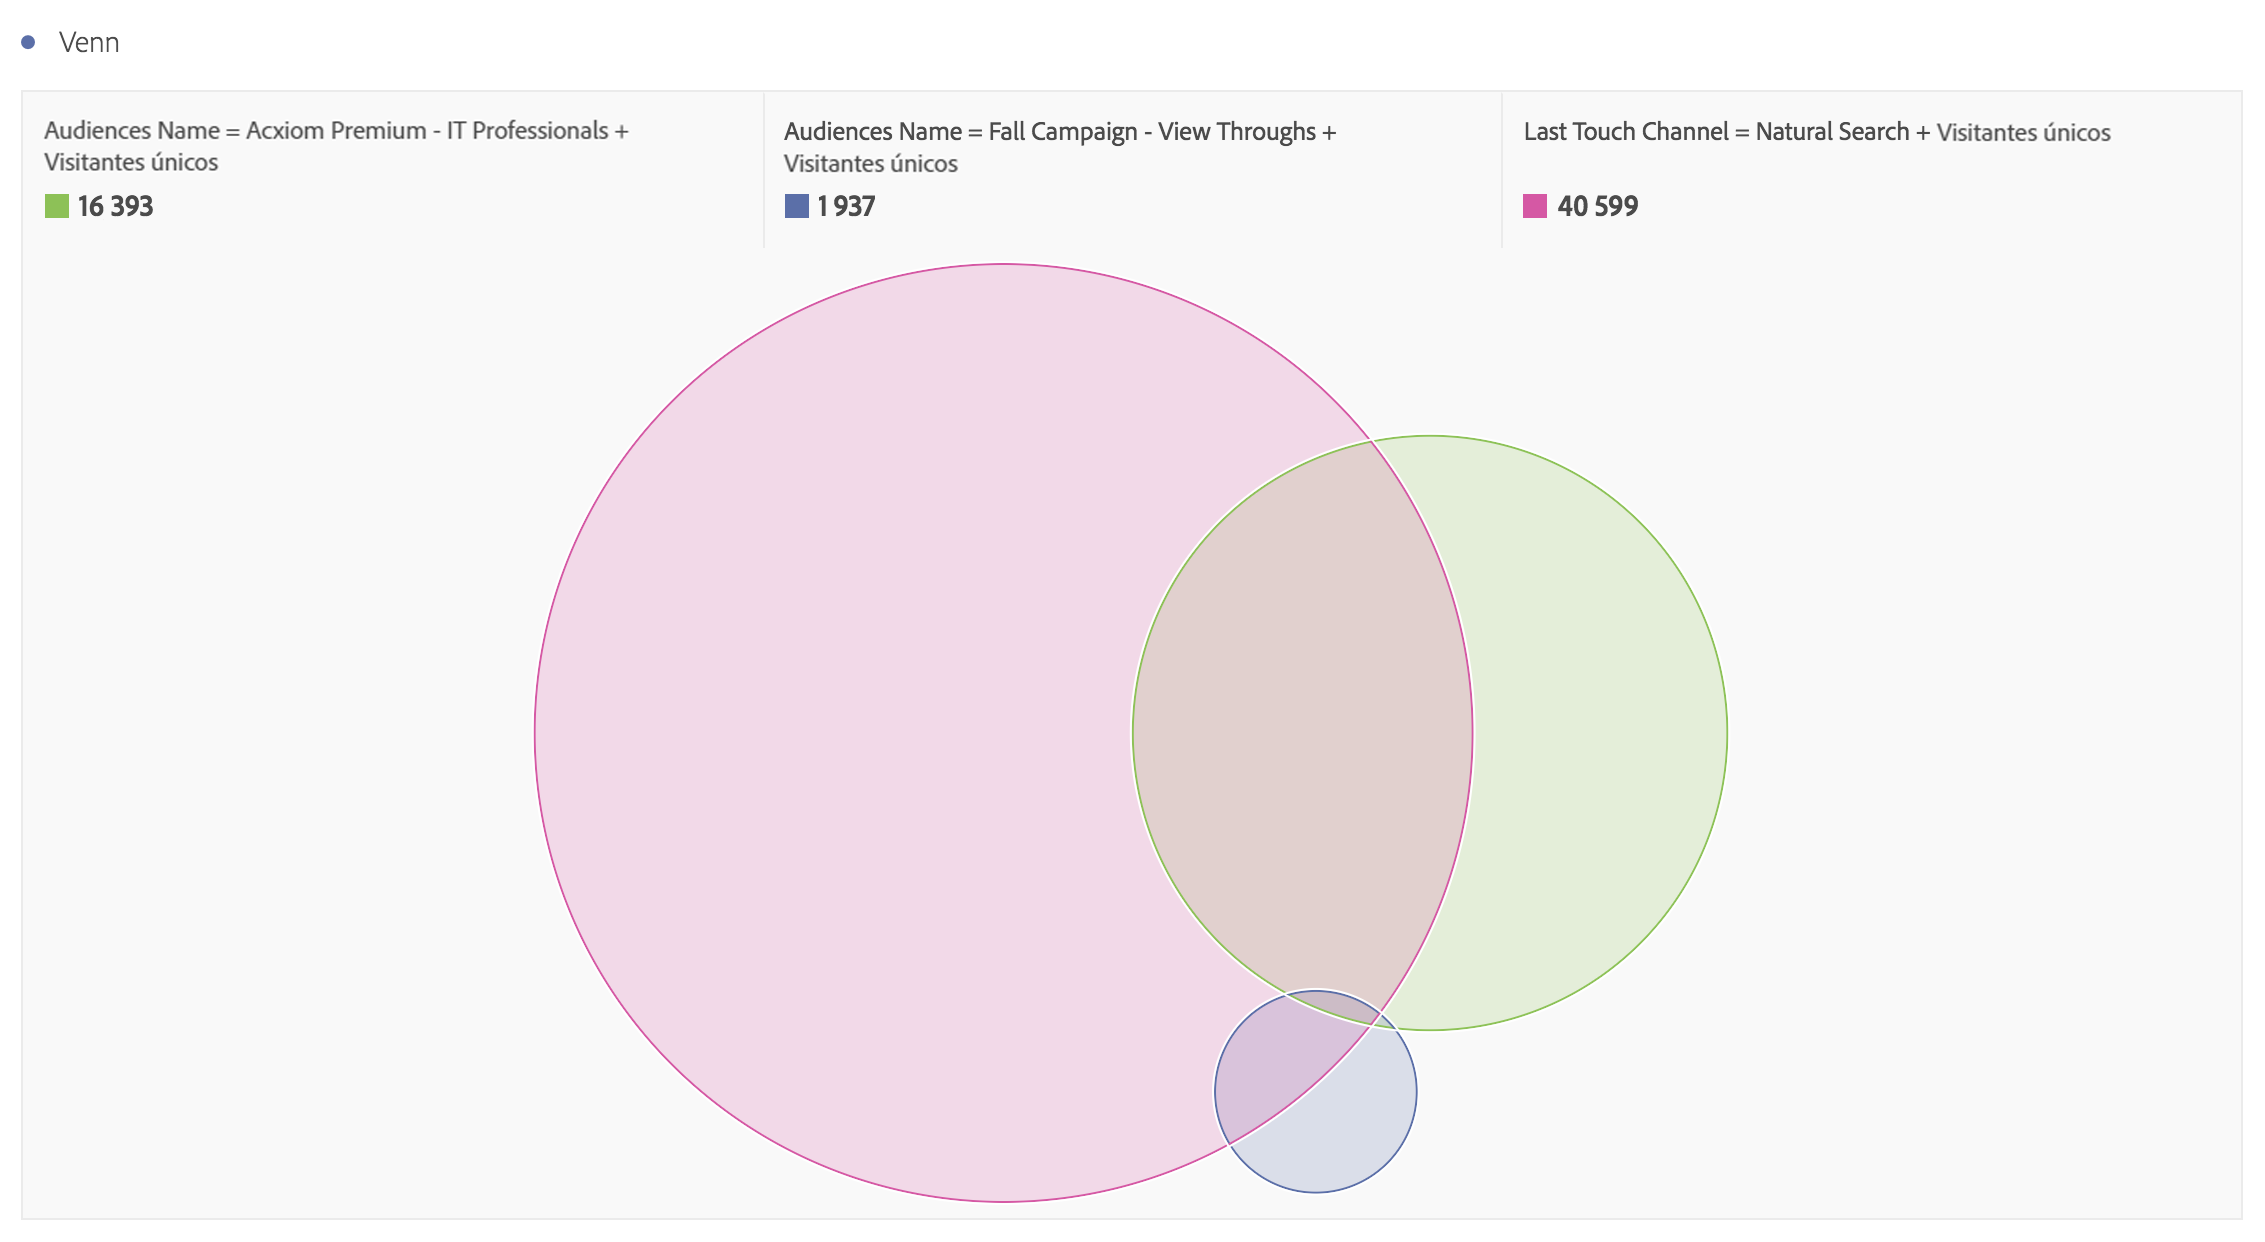 Venn
Audiences Name = Acxiom Premium - IT Professionals +
Visitantes únicos
16 393
Audiences Name = Fall Campaign - View Throughs +
Visitantes únicos
1 937
Last Touch Channel = Natural Search + Visitantes únicos
40 599